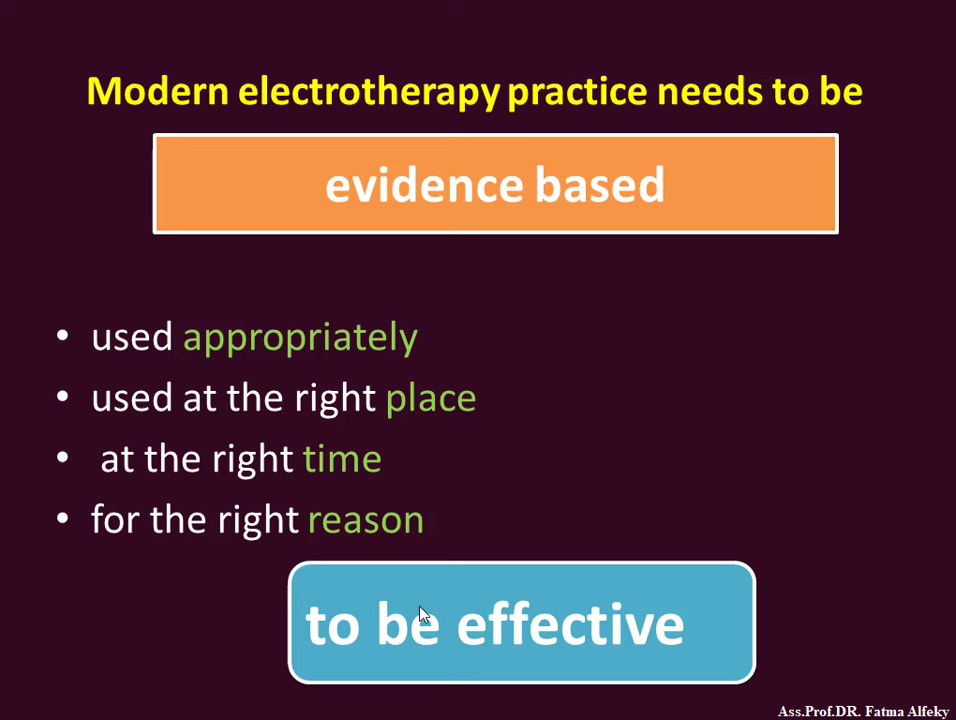 Modern electrotherapy practice needs to be
evidence based
• used appropriately
• used at the right place
• at the right time
• for the right reason
to be effective
Ass.Prof.DR. Fatma Alfeky